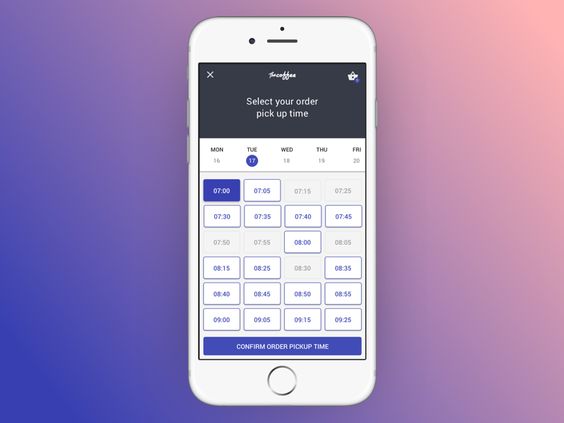 The coffee
Select your order
pick up time
MON TUE WED THU FRI
16 17 18 19 20
07:00 07:05 07:15 07:25
07:30 07:35 07:40 07:45
07:50 07:55 08:00 08:05
08:15 08:25 08:30 08:35
08:40 08:45 08:50 08:55
09:00 09:05 09:15 09:25
CONFIRM ORDER PICKUP TIME